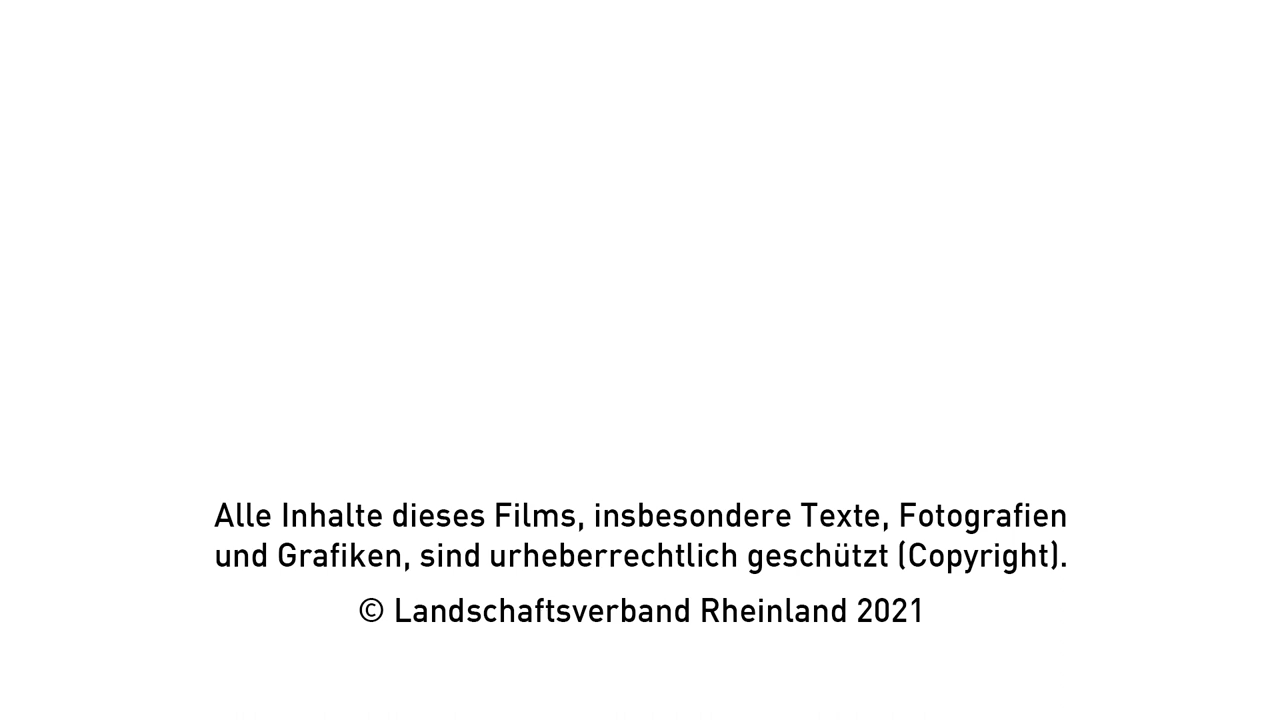 Alle Inhalte dieses Films, insbesondere Texte, Fotografien
und Grafiken, sind urheberrechtlich geschützt (Copyright).
© Landschaftsverband Rheinland 2021